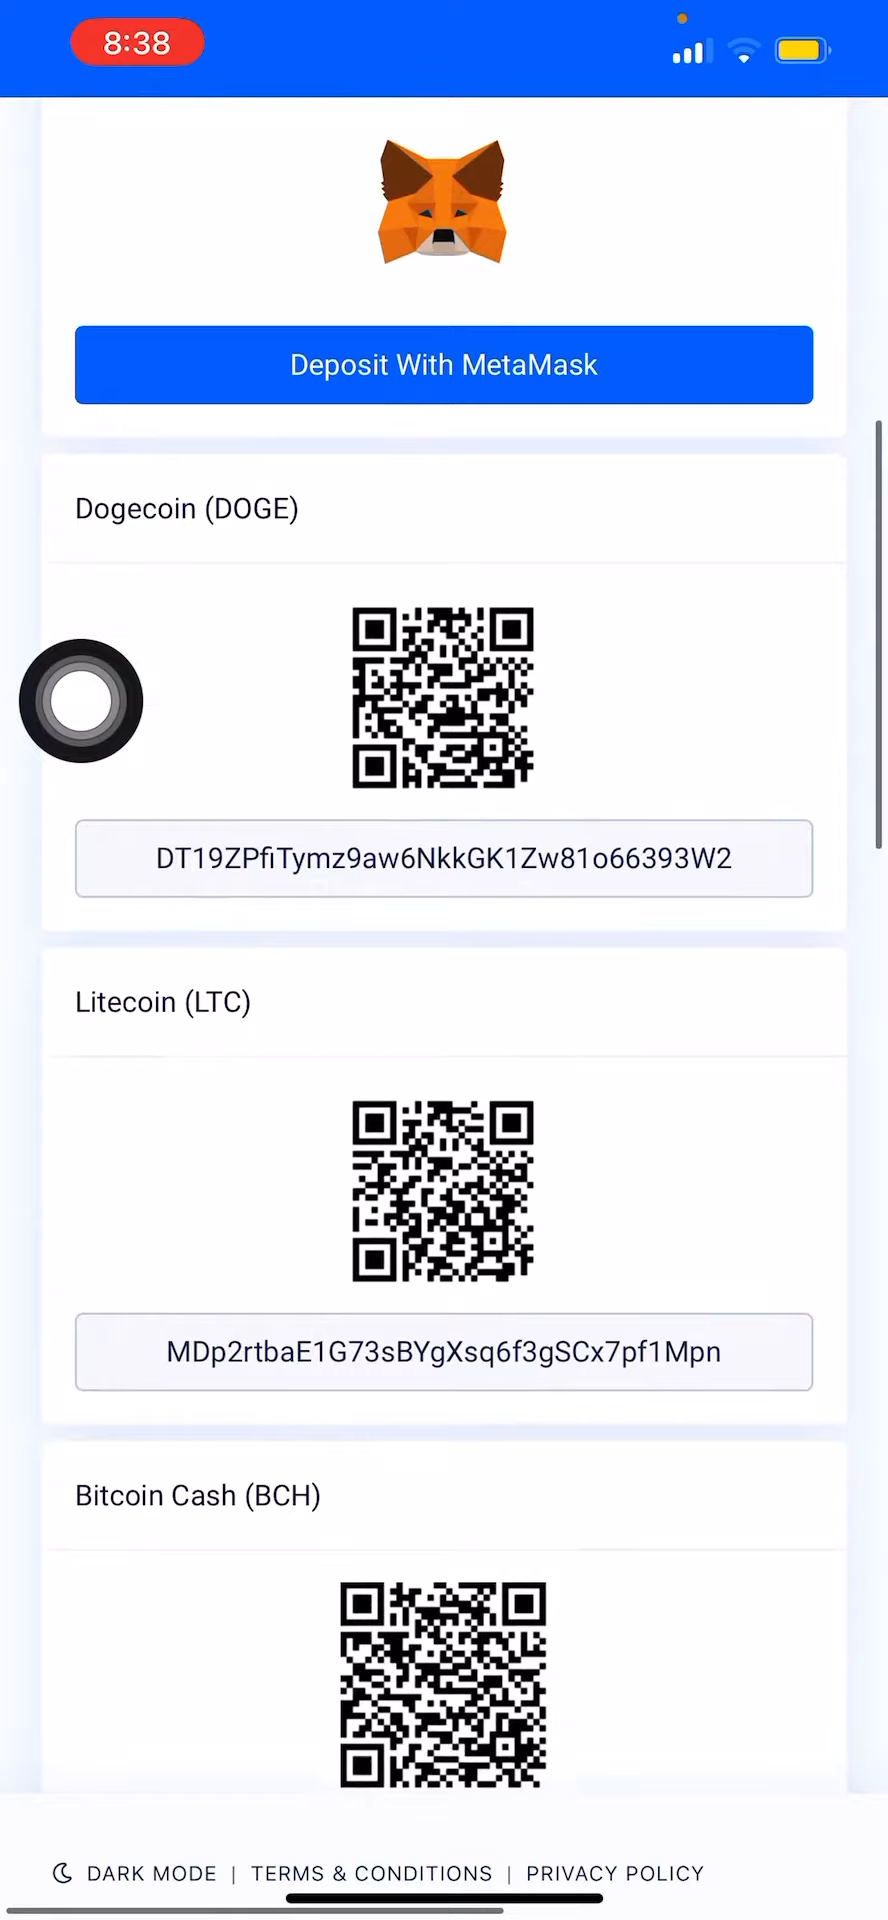 8:38
Deposit With MetaMask
Dogecoin (DOGE)
DT19ZPfiTymz9aw6NkkGK1Zw81o66393W2
Litecoin (LTC)
MDp2rtbaE1G73sBYgXsq6f3gSCx7pf1Mpn
Bitcoin Cash (BCH)
DARK MODE | TERMS & CONDITIONS | PRIVACY POLICY